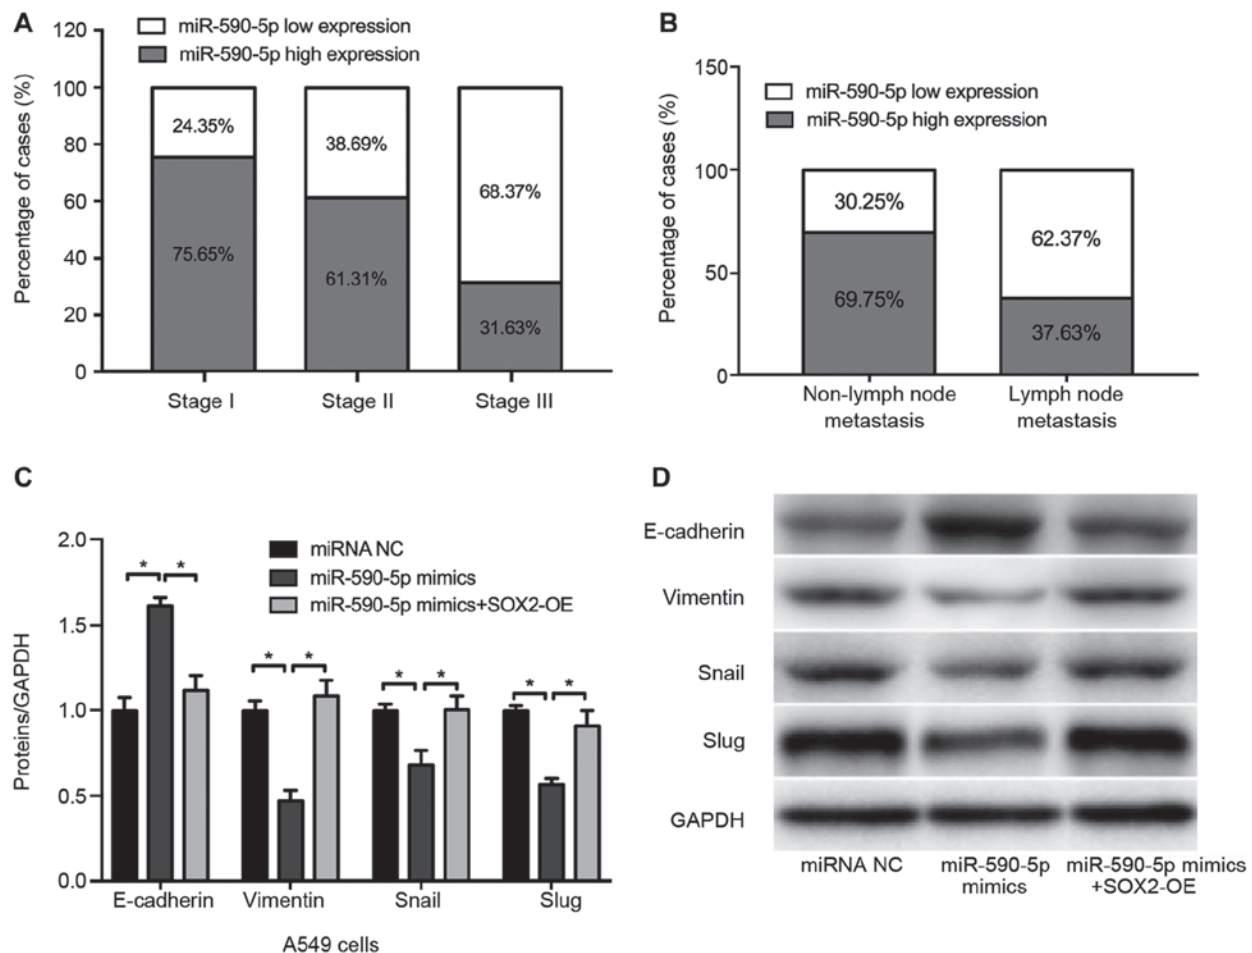 A
120
100
80
60
40
20
0
Percentage of cases (%)
miR-590-5p low expression
miR-590-5p high expression
24.35%
75.65%
38.69%
61.31%
68.37%
31.63%
Stage I
Stage II
Stage III
B
150
100
50
0
Percentage of cases (%)
miR-590-5p low expression
miR-590-5p high expression
30.25%
69.75%
62.37%
37.63%
Non-lymph node
metastasis
Lymph node
metastasis
C
2.0
1.5
1.0
0.5
0.0
Proteins/GAPDH
miRNA NC
miR-590-5p mimics
miR-590-5p mimics+SOX2-OE
* *
* *
* *
* *
E-cadherin
Vimentin
Snail
Slug
A549 cells
D
E-cadherin
Vimentin
Snail
Slug
GAPDH
miRNA NC
miR-590-5p
mimics
miR-590-5p mimics
+SOX2-OE